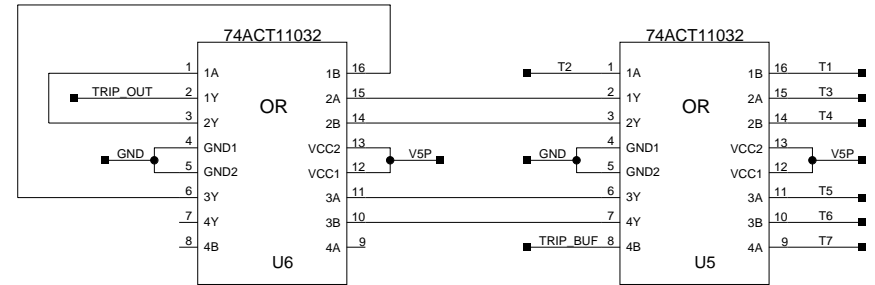 74ACT11032 74ACT11032
1 1A 1B 16 T2 1 1A 1B 16 T1
TRIP_OUT 2 1Y 2A 15 2 1Y 2A 15 T3
OR OR
3 2Y 2B 14 3 2Y 2B 14 T4
GND 4 GND1 VCC2 13 V5P GND 4 GND1 VCC2 13 V5P
5 GND2 VCC1 12 5 GND2 VCC1 12
6 3Y 3A 11 6 3Y 3A 11 T5
7 4Y 3B 10 7 4Y 3B 10 T6
8 4B 4A 9 TRIP_BUF 8 4B 4A 9 T7
U6 U5